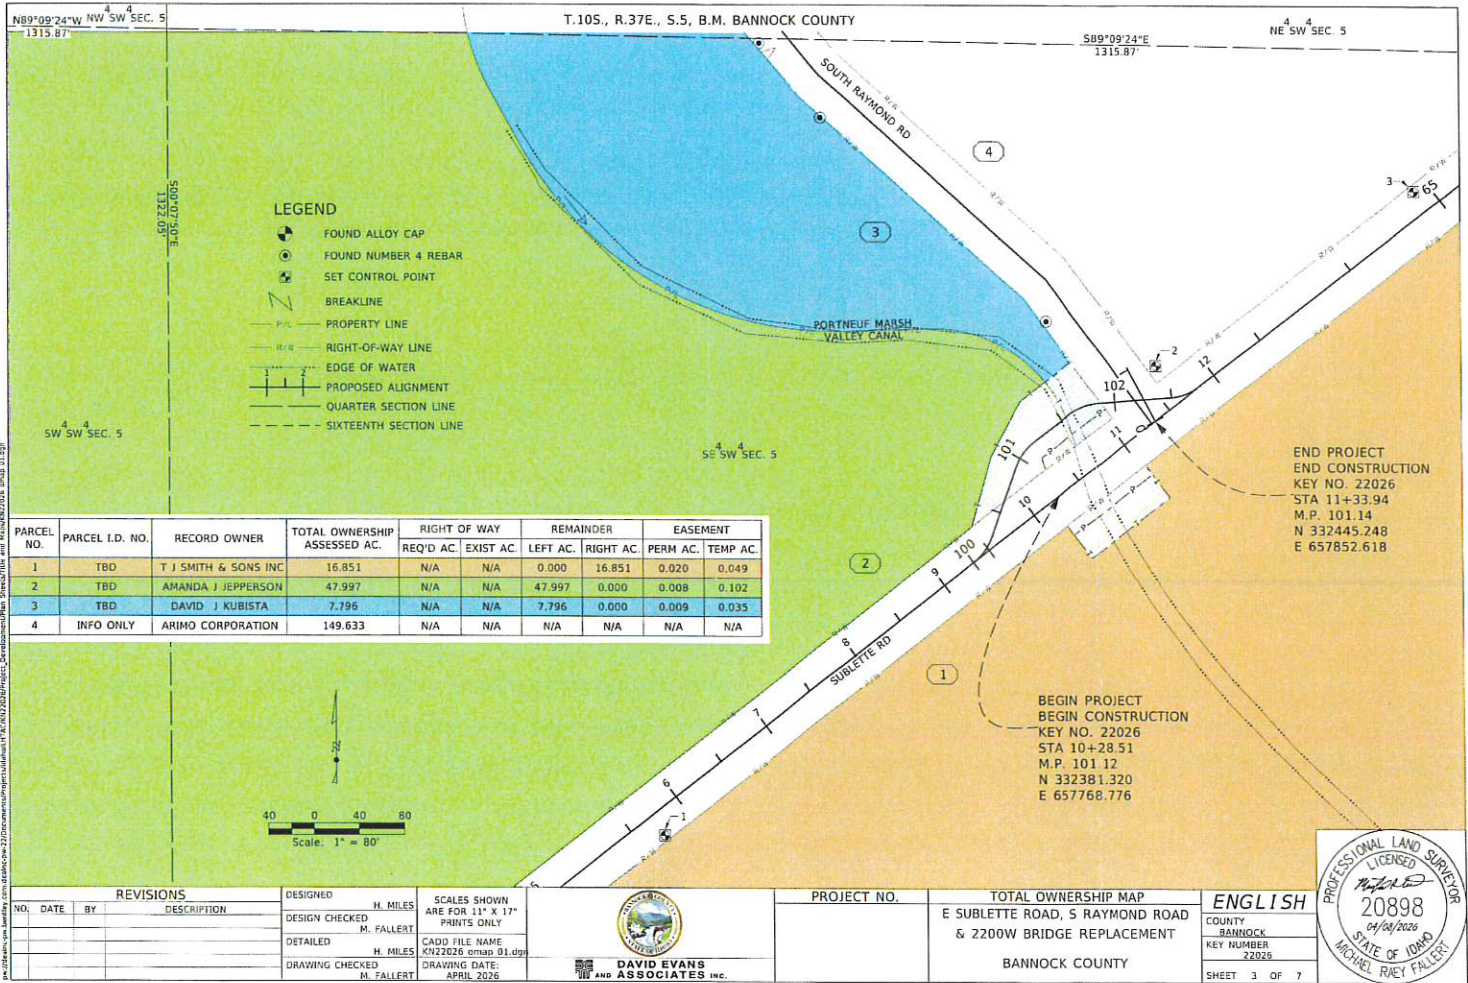 T.10S., R.37E., S.5, B.M. BANNOCK COUNTY
N89°09'24"W
1315.87'
4 4
NW SW SEC. 5
S89°09'24"E
1315.87'
4 4
NE SW SEC. 5
S00°07'50"E
1322.05'
SOUTH RAYMOND RD
R/W
4
3
3
65
LEGEND
FOUND ALLOY CAP
FOUND NUMBER 4 REBAR
SET CONTROL POINT
BREAKLINE
P/L PROPERTY LINE
R/W RIGHT-OF-WAY LINE
EDGE OF WATER
1 2 PROPOSED ALIGNMENT
QUARTER SECTION LINE
SIXTEENTH SECTION LINE
PORTNEUF MARSH
VALLEY CANAL
2
12
102
11
0
101
10
100
9
8
7
6
1
4 4
SW SW SEC. 5
4 4
SE SW SEC. 5
2
1
SUBLETTE RD
END PROJECT
END CONSTRUCTION
KEY NO. 22026
STA 11+33.94
M.P. 101.14
N 332445.248
E 657852.618
BEGIN PROJECT
BEGIN CONSTRUCTION
KEY NO. 22026
STA 10+28.51
M.P. 101.12
N 332381.320
E 657768.776
PARCEL NO. PARCEL I.D. NO. RECORD OWNER TOTAL OWNERSHIP ASSESSED AC. RIGHT OF WAY REMAINDER EASEMENT
REQ'D AC. EXIST AC. LEFT AC. RIGHT AC. PERM AC. TEMP AC.
1 TBD T J SMITH & SONS INC 16.851 N/A N/A 0.000 16.851 0.020 0.049
2 TBD AMANDA J JEPPERSON 47.997 N/A N/A 47.997 0.000 0.008 0.102
3 TBD DAVID J KUBISTA 7.796 N/A N/A 7.796 0.000 0.009 0.035
4 INFO ONLY ARIMO CORPORATION 149.633 N/A N/A N/A N/A N/A N/A
40 0 40 80
Scale: 1" = 80'
REVISIONS
NO. DATE BY DESCRIPTION
DESIGNED
H. MILES
DESIGN CHECKED
M. FALLERT
DETAILED
H. MILES
DRAWING CHECKED
M. FALLERT
SCALES SHOWN
ARE FOR 11" X 17"
PRINTS ONLY
CADD FILE NAME
KN22026 omap 01.dgn
DRAWING DATE:
APRIL 2026
BANNOCK COUNTY
STATE OF IDAHO
DAVID EVANS
AND ASSOCIATES INC.
PROJECT NO.
TOTAL OWNERSHIP MAP
E SUBLETTE ROAD, S RAYMOND ROAD
& 2200W BRIDGE REPLACEMENT
BANNOCK COUNTY
ENGLISH
COUNTY
BANNOCK
KEY NUMBER
22026
SHEET 3 OF 7
PROFESSIONAL LAND SURVEYOR
LICENSED
20898
04/08/2026
STATE OF IDAHO
MICHAEL RAEY FALLERT